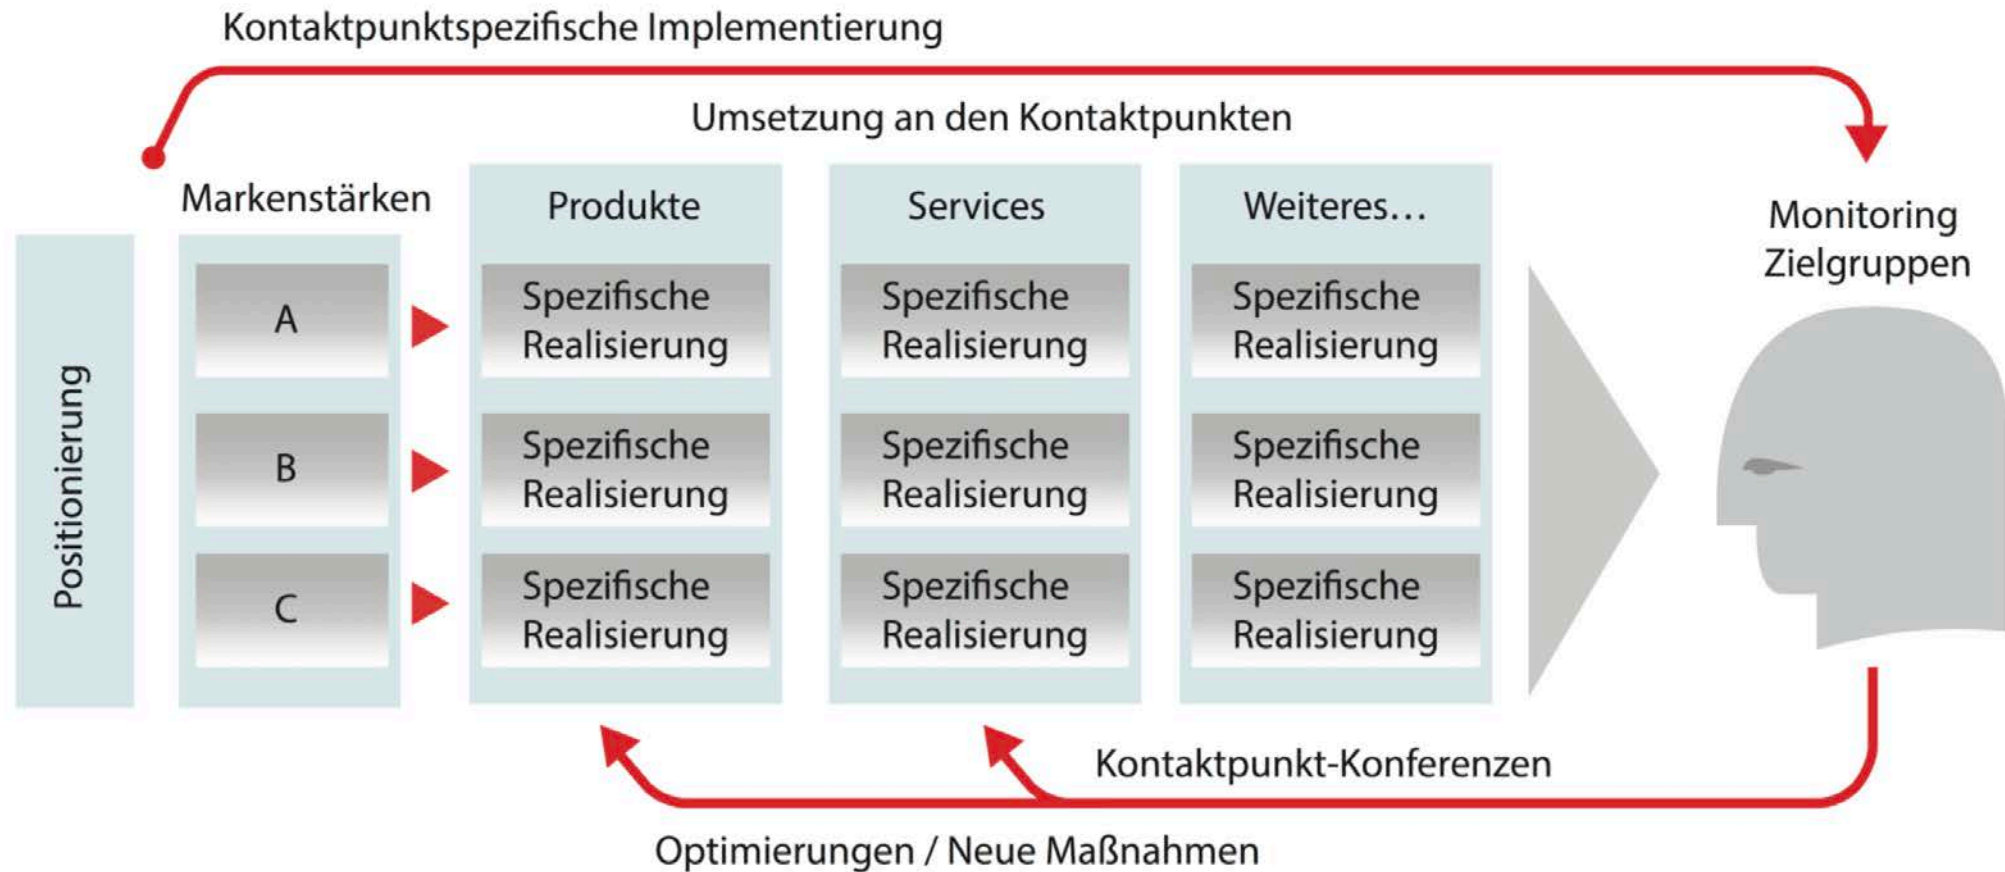 Kontaktpunktspezifische Implementierung
Umsetzung an den Kontaktpunkten
Positionierung
Markenstärken
A
B
C
Produkte
Spezifische
Realisierung
Spezifische
Realisierung
Spezifische
Realisierung
Services
Spezifische
Realisierung
Spezifische
Realisierung
Spezifische
Realisierung
Weiteres…
Spezifische
Realisierung
Spezifische
Realisierung
Spezifische
Realisierung
Monitoring
Zielgruppen
Kontaktpunkt-Konferenzen
Optimierungen / Neue Maßnahmen